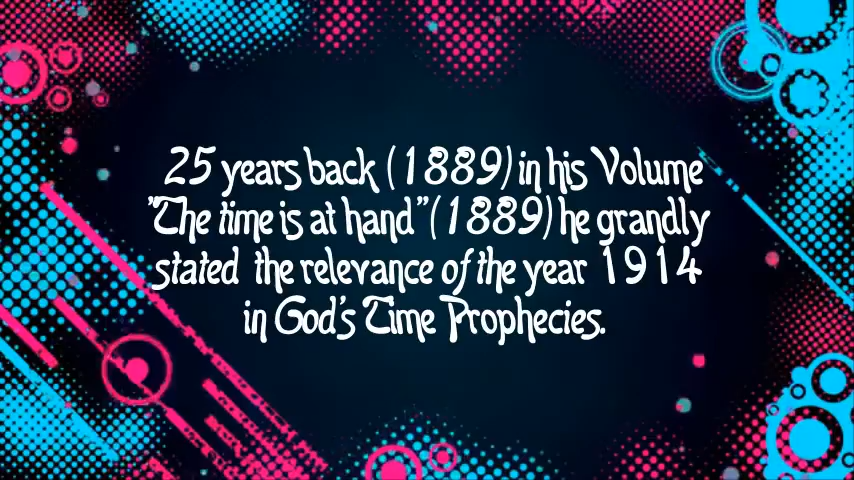 25 years back (1889) in his Volume
"The time is at hand"(1889) he grandly
stated the relevance of the year 1914
in God's Time Prophecies.